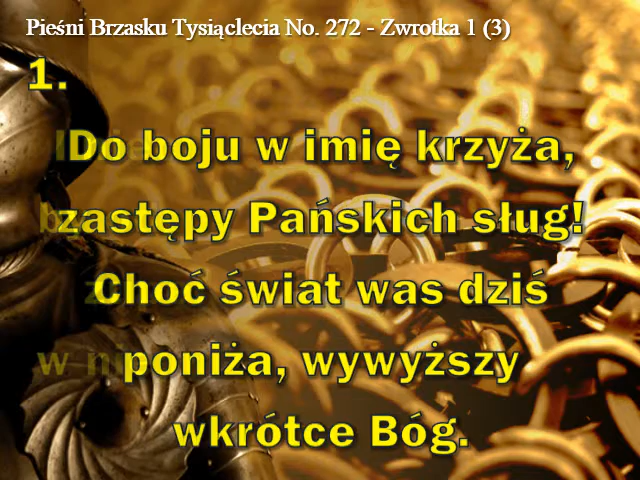 Pieśni Brzasku Tysiąclecia No. 272 - Zwrotka 1 (3)
1.
Do boju w imię krzyża,
zastępy Pańskich sług!
Choć świat was dziś
poniża, wywyższy
wkrótce Bóg.